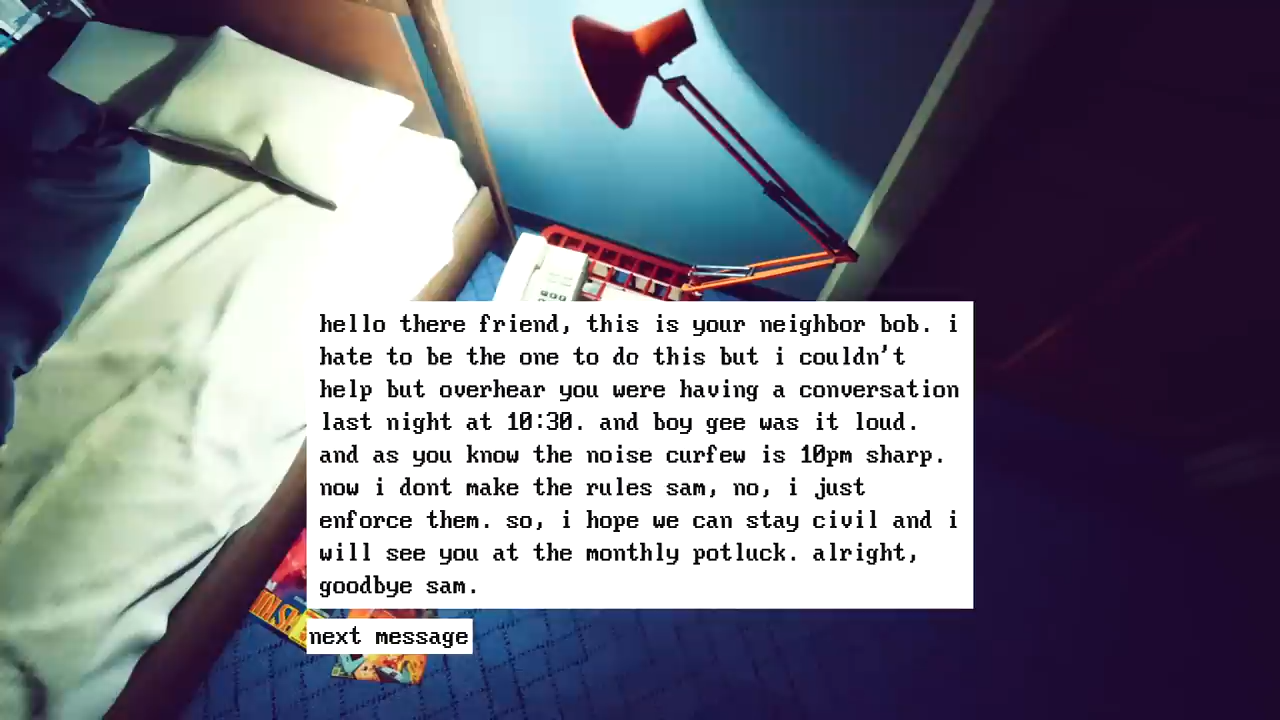 hello there friend, this is your neighbor bob. i
hate to be the one to do this but i couldn't
help but overhear you were having a conversation
last night at 10:30. and boy gee was it loud.
and as you know the noise curfew is 10pm sharp.
now i dont make the rules sam, no, i just
enforce them. so, i hope we can stay civil and i
will see you at the monthly potluck. alright,
goodbye sam.
next message